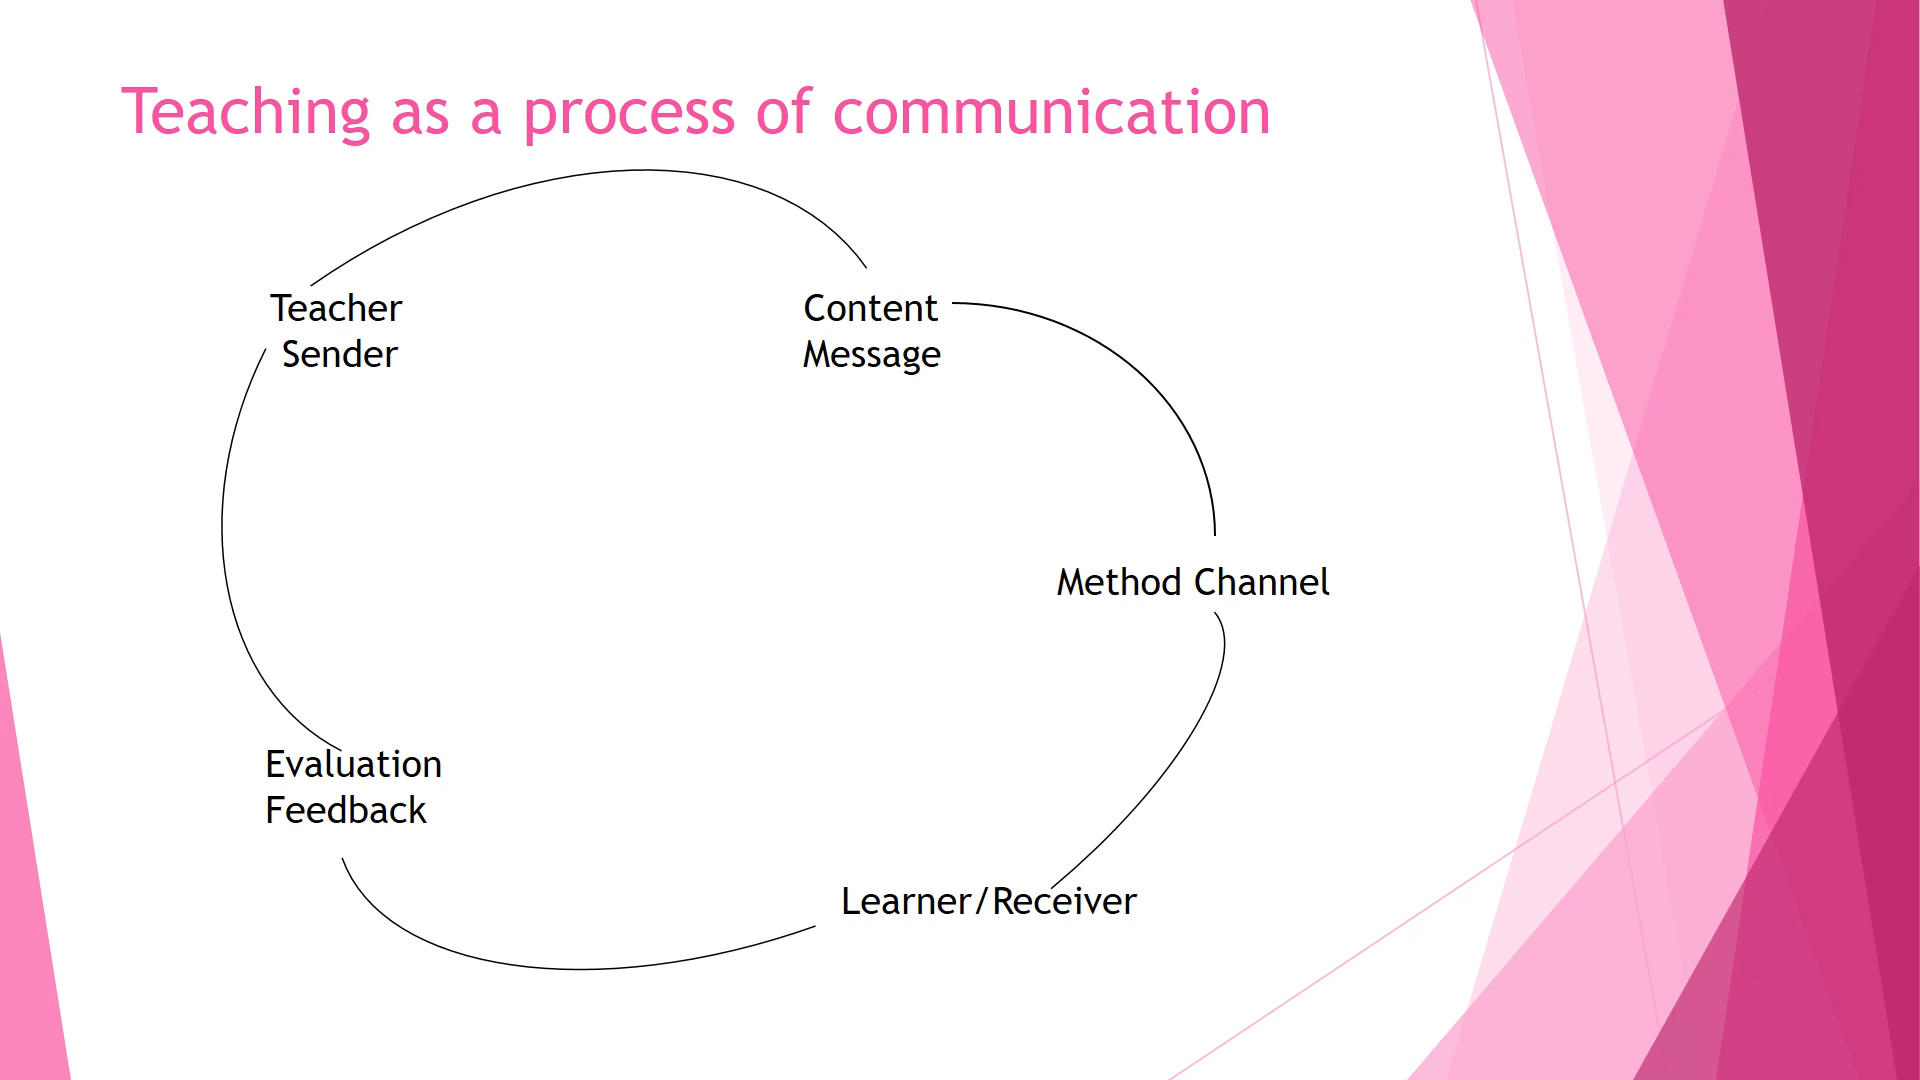 Teaching as a process of communication
Teacher
Sender
Content
Message
Method Channel
Learner/Receiver
Evaluation
Feedback